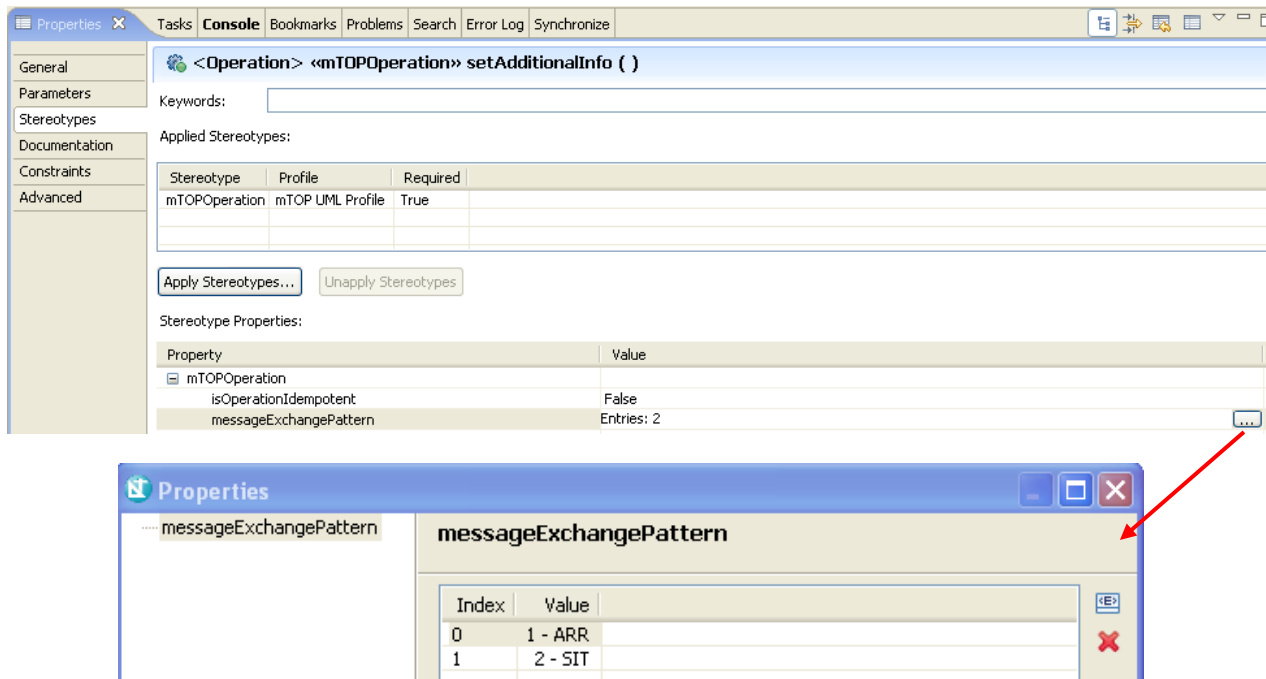 Properties Tasks Console Bookmarks Problems Search Error Log Synchronize
General
Parameters
Stereotypes
Documentation
Constraints
Advanced
<Operation> «mTOPOperation» setAdditionalInfo ( )
Keywords:
Applied Stereotypes:
Stereotype Profile Required
mTOPOperation mTOP UML Profile True
Apply Stereotypes... Unapply Stereotypes
Stereotype Properties:
Property Value
mTOPOperation
isOperationIdempotent False
messageExchangePattern Entries: 2 ...
Properties
messageExchangePattern
messageExchangePattern
<E>
Index Value
0 1 - ARR
1 2 - SIT